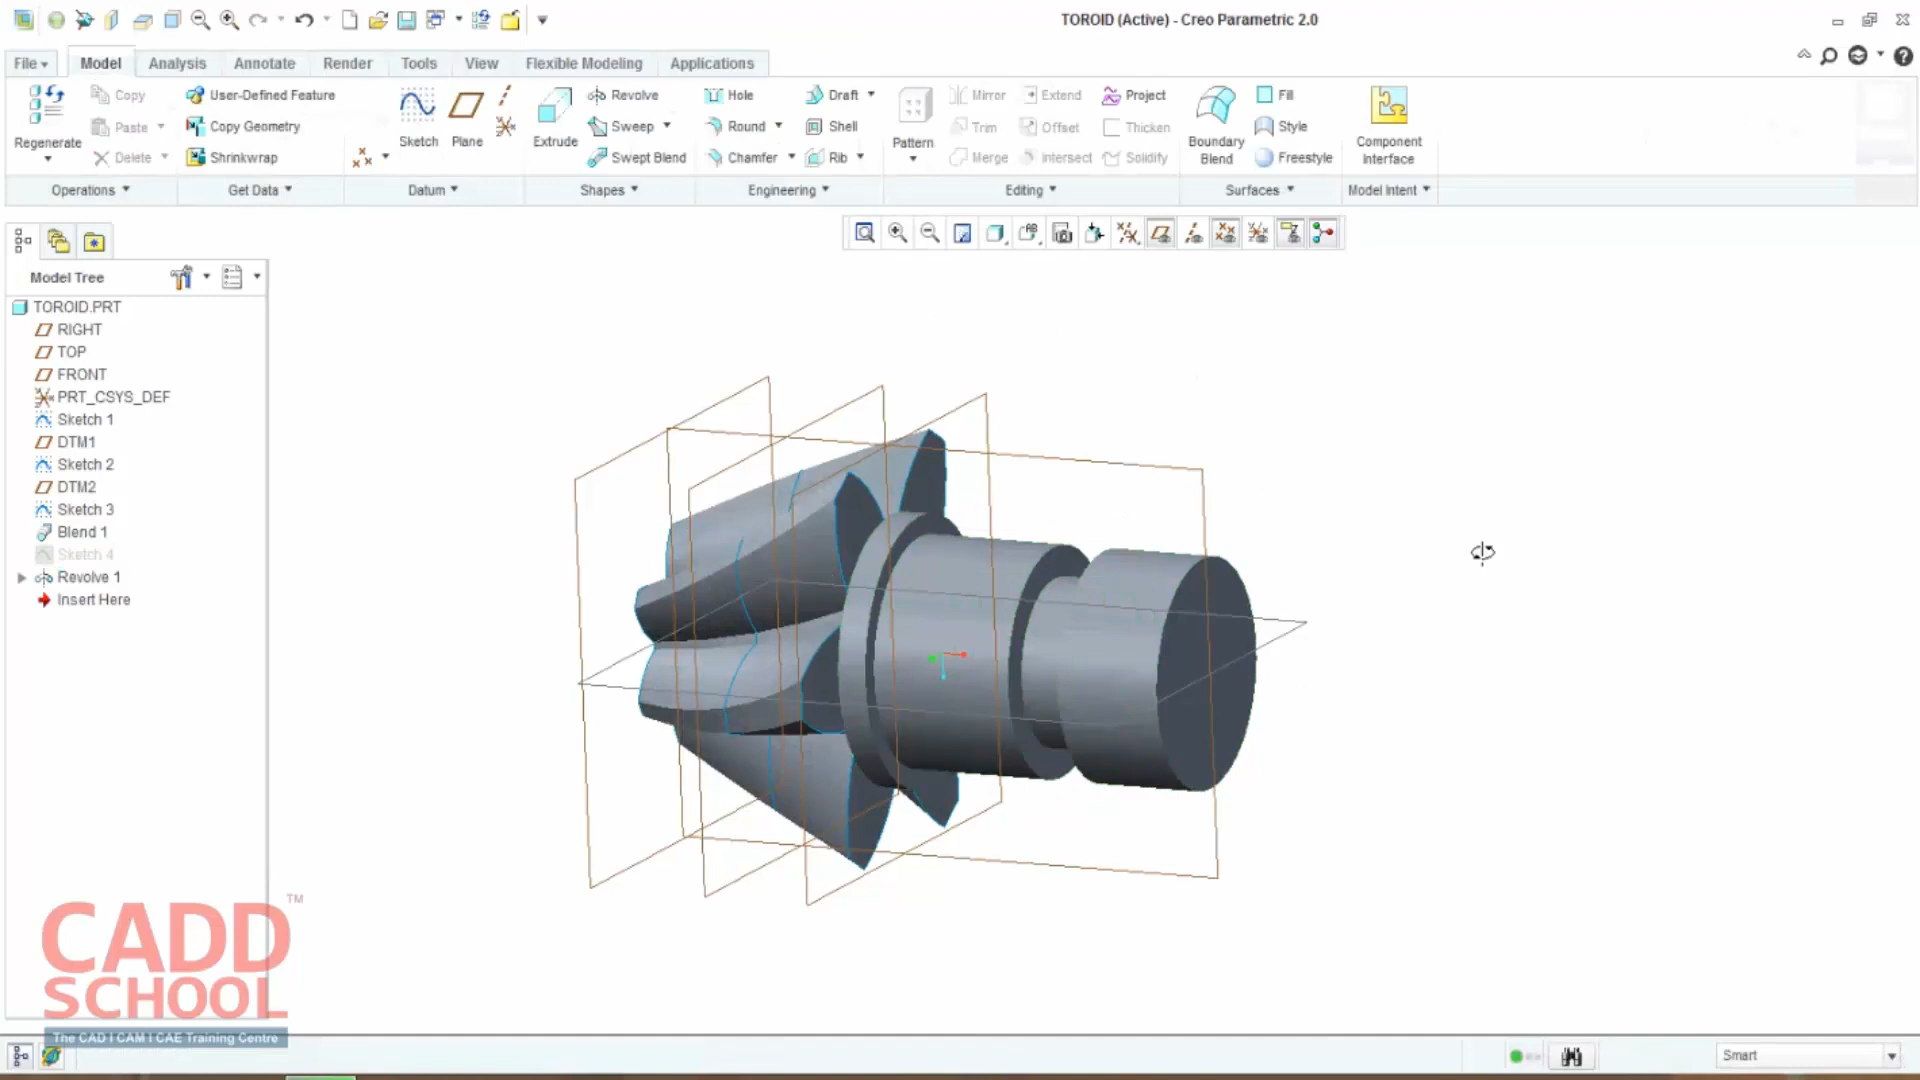 TOROID (Active) - Creo Parametric 2.0
File Model Analysis Annotate Render Tools View Flexible Modeling Applications
Regenerate
Copy
Paste
Delete
Operations
User-Defined Feature
Copy Geometry
Shrinkwrap
Get Data
Sketch
Plane
Datum
Extrude
Revolve
Sweep
Swept Blend
Shapes
Hole
Round
Chamfer
Draft
Shell
Rib
Engineering
Pattern
Mirror
Trim
Merge
Extend
Offset
Intersect
Project
Thicken
Solidify
Editing
Boundary
Blend
Fill
Style
Freestyle
Surfaces
Component
Interface
Model Intent
Model Tree
TOROID.PRT
RIGHT
TOP
FRONT
PRT_CSYS_DEF
Sketch 1
DTM1
Sketch 2
DTM2
Sketch 3
Blend 1
Sketch 4
Revolve 1
Insert Here
CADD TM
SCHOOL
The CAD I CAM I CAE Training Centre
Smart